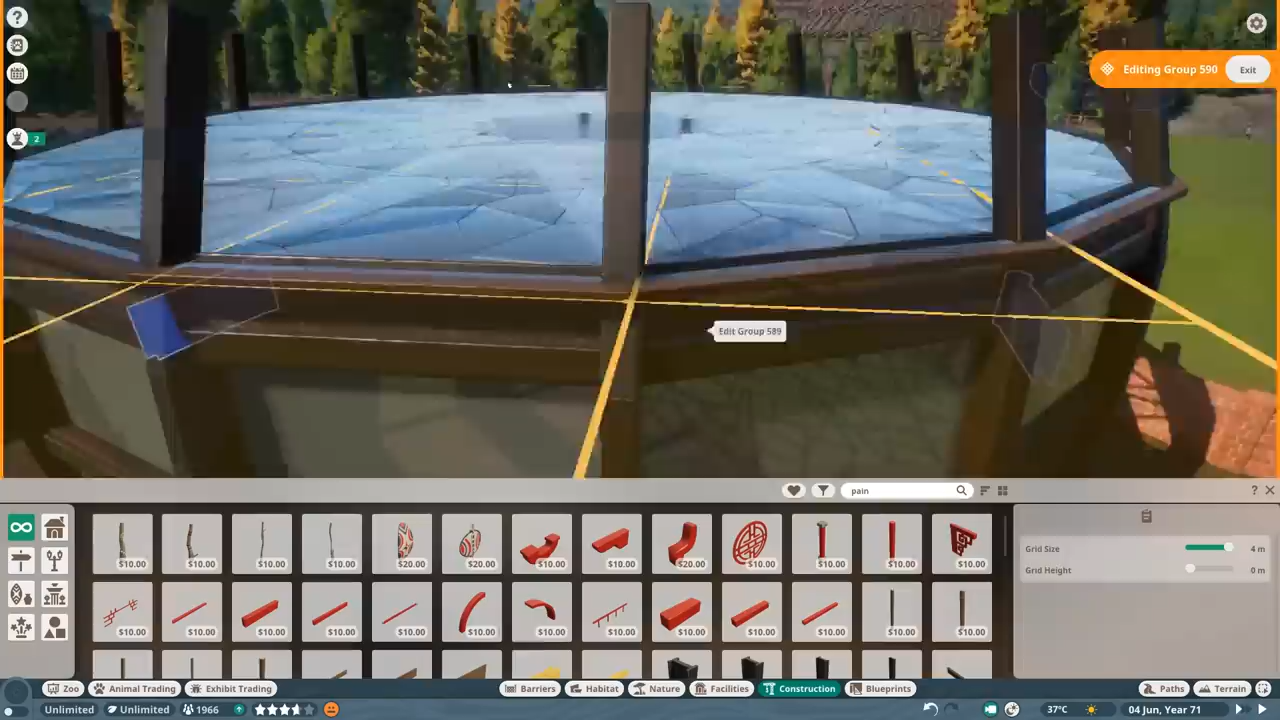 Editing Group 590
Exit
2
Edit Group 589
pain
?
$10.00 $10.00 $10.00 $10.00 $20.00 $20.00 $10.00 $10.00 $20.00 $10.00 $10.00 $10.00 $10.00
$10.00 $10.00 $10.00 $10.00 $10.00 $10.00 $10.00 $10.00 $10.00 $10.00 $10.00 $10.00 $10.00
Grid Size 4 m
Grid Height 0 m
Zoo Animal Trading Exhibit Trading Barriers Habitat Nature Facilities Construction Blueprints Paths Terrain
Unlimited Unlimited 1966 37°C 04 Jun, Year 71